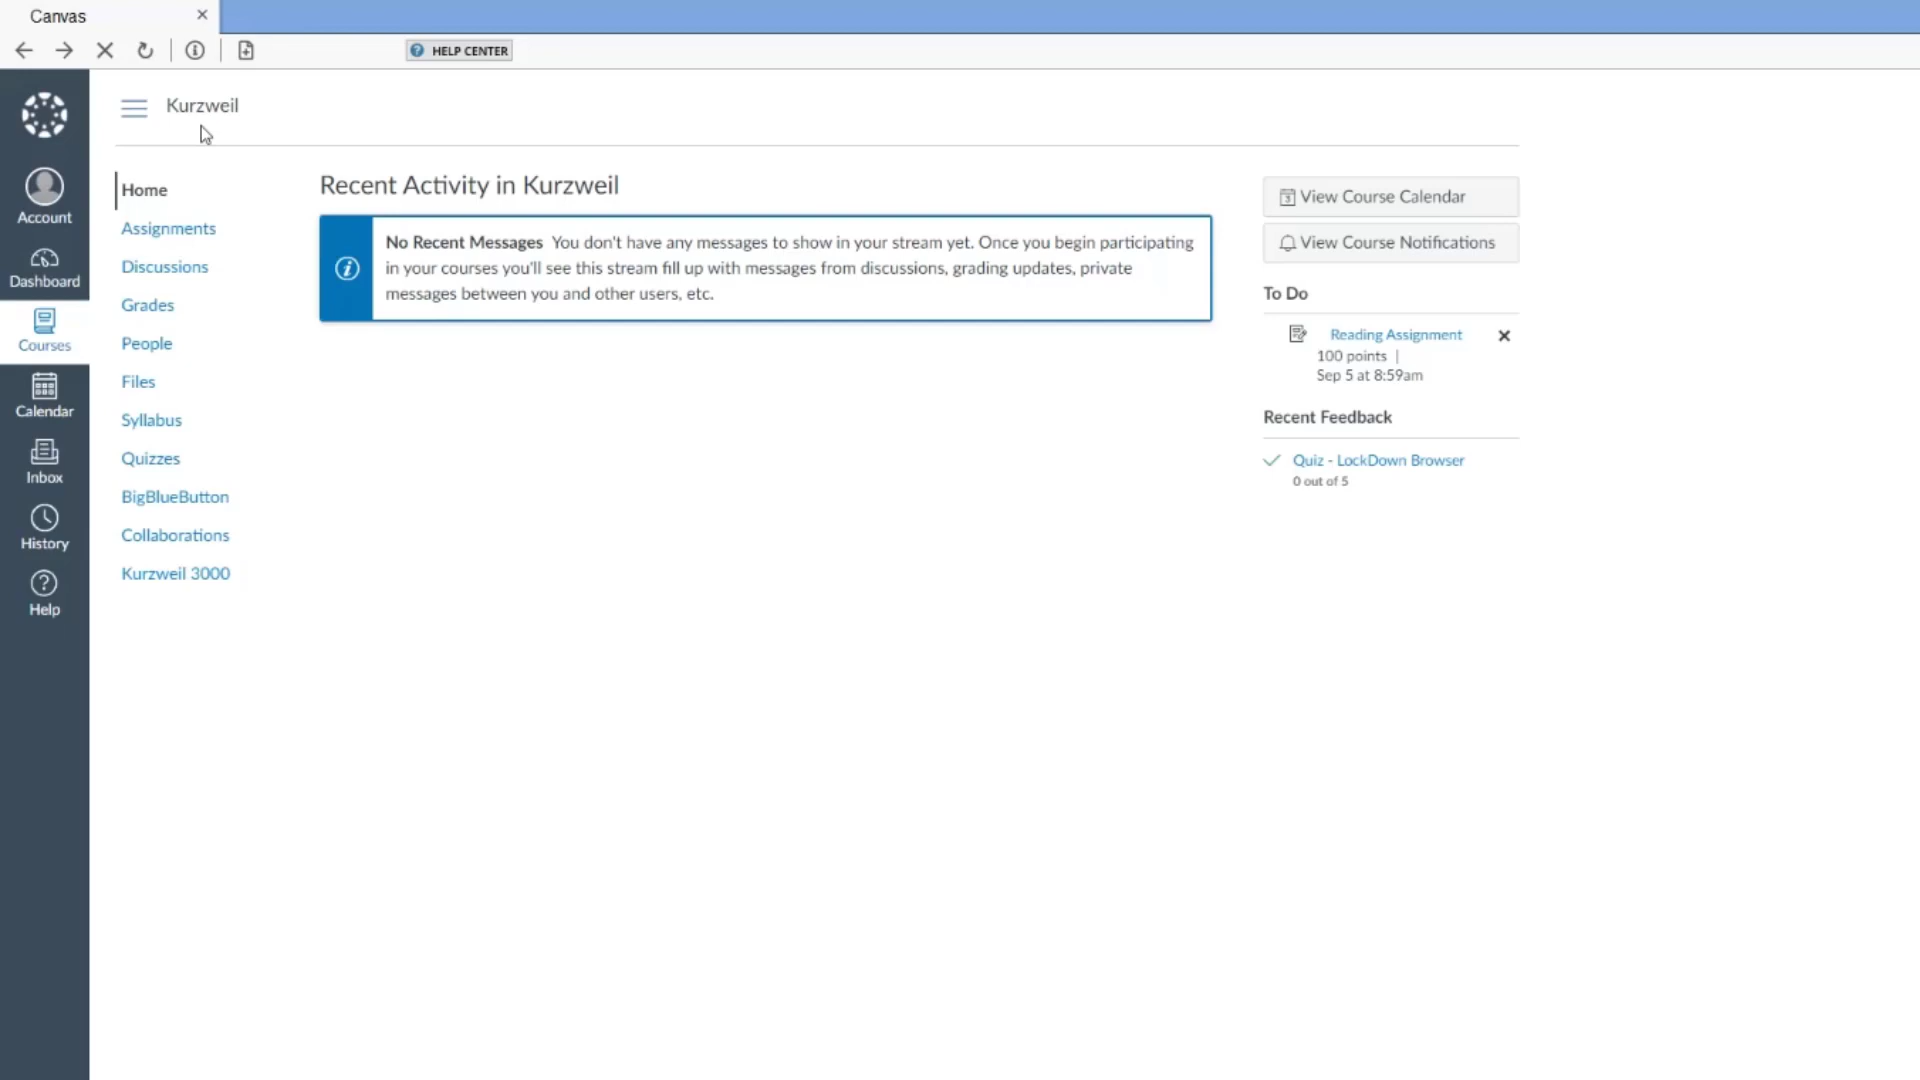 Canvas
HELP CENTER
Kurzweil
Account
Dashboard
Courses
Calendar
Inbox
History
Help
Home
Assignments
Discussions
Grades
People
Files
Syllabus
Quizzes
BigBlueButton
Collaborations
Kurzweil 3000
Recent Activity in Kurzweil
No Recent Messages You don't have any messages to show in your stream yet. Once you begin participating
in your courses you'll see this stream fill up with messages from discussions, grading updates, private
messages between you and other users, etc.
View Course Calendar
View Course Notifications
To Do
Reading Assignment
100 points |
Sep 5 at 8:59am
Recent Feedback
Quiz - LockDown Browser
0 out of 5